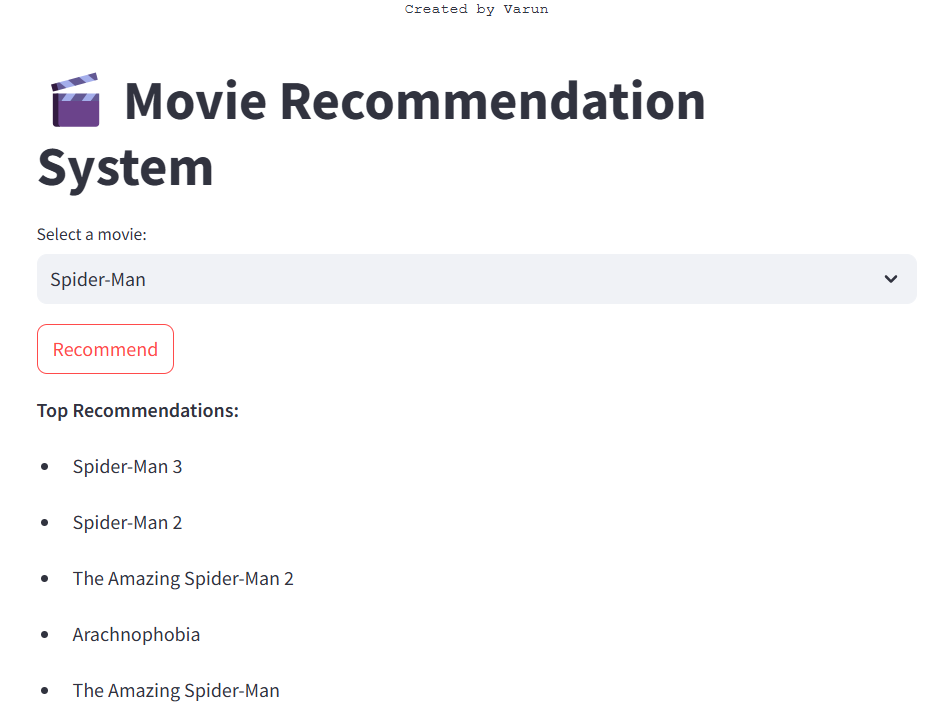 Created by Varun
Movie Recommendation
System
Select a movie:
Spider-Man
Recommend
Top Recommendations:
Spider-Man 3
Spider-Man 2
The Amazing Spider-Man 2
Arachnophobia
The Amazing Spider-Man